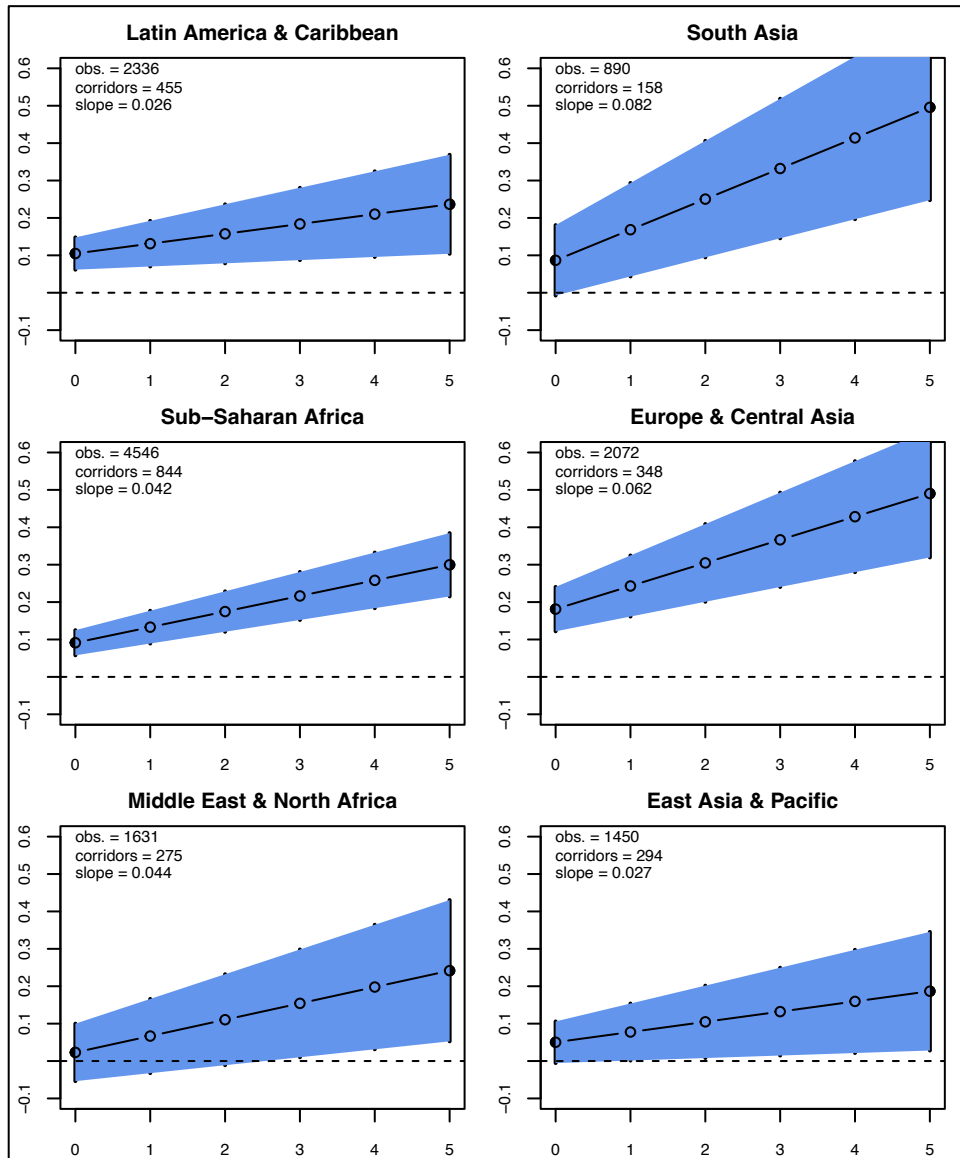 Latin America & Caribbean
obs. = 2336
corridors = 455
slope = 0.026
0.6
0.5
0.4
0.3
0.2
0.1
−0.1
0 1 2 3 4 5
South Asia
obs. = 890
corridors = 158
slope = 0.082
0.6
0.5
0.4
0.3
0.2
0.1
−0.1
0 1 2 3 4 5
Sub−Saharan Africa
obs. = 4546
corridors = 844
slope = 0.042
0.6
0.5
0.4
0.3
0.2
0.1
−0.1
0 1 2 3 4 5
Europe & Central Asia
obs. = 2072
corridors = 348
slope = 0.062
0.6
0.5
0.4
0.3
0.2
0.1
−0.1
0 1 2 3 4 5
Middle East & North Africa
obs. = 1631
corridors = 275
slope = 0.044
0.6
0.5
0.4
0.3
0.2
0.1
−0.1
0 1 2 3 4 5
East Asia & Pacific
obs. = 1450
corridors = 294
slope = 0.027
0.6
0.5
0.4
0.3
0.2
0.1
−0.1
0 1 2 3 4 5